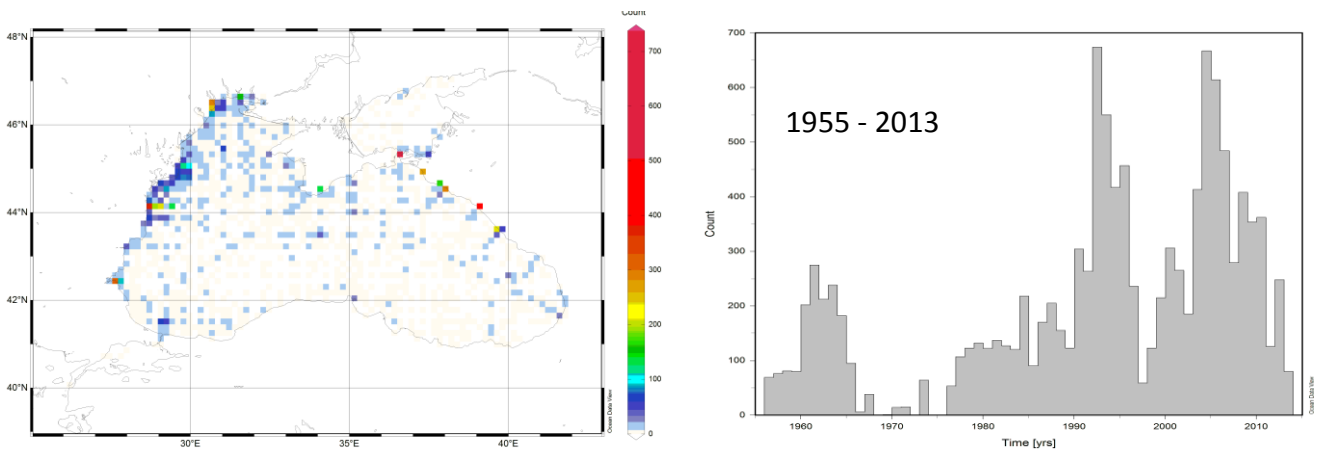 Count
48°N
46°N
44°N
42°N
40°N
30°E
35°E
40°E
Ocean Data View
700
600
500
400
300
200
100
0
700
600
500
400
300
200
100
0
Count
1955 - 2013
1960
1970
1980
1990
2000
2010
Time [yrs]
Ocean Data View